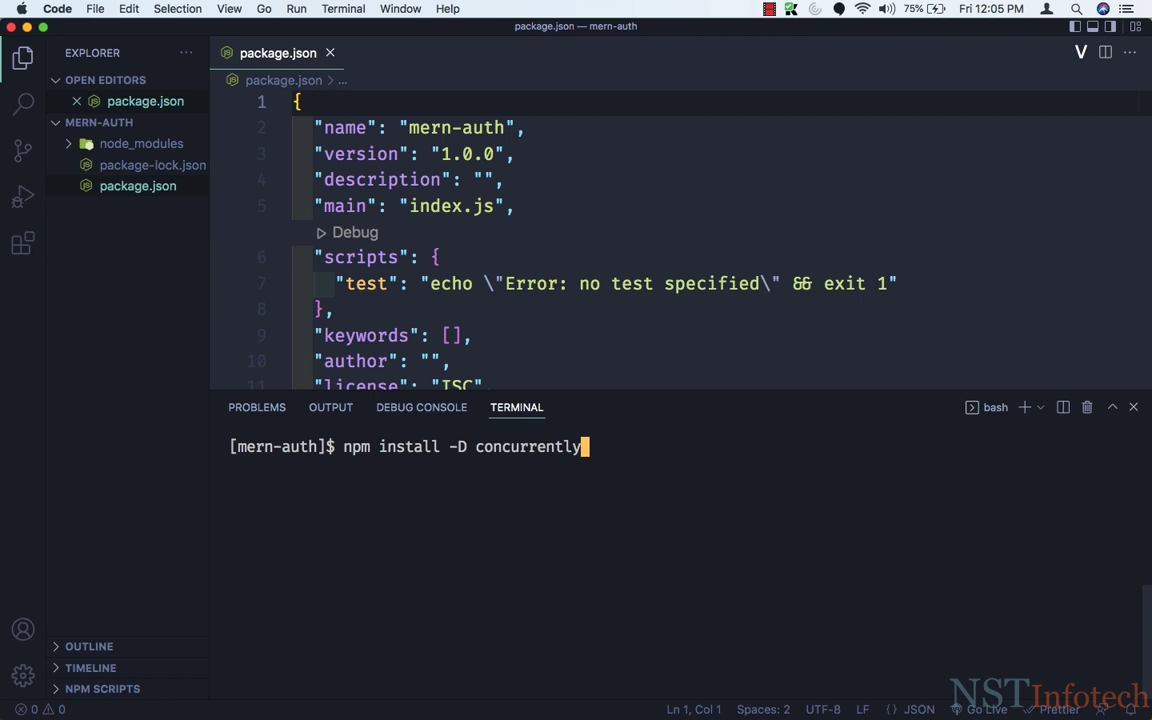 Code File Edit Selection View Go Run Terminal Window Help 75% Fri 12:05 PM
package.json — mern-auth
EXPLORER
package.json
OPEN EDITORS
package.json
MERN-AUTH
node_modules
package-lock.json
package.json
package.json > ...
1 {
2 "name": "mern-auth",
3 "version": "1.0.0",
4 "description": "",
5 "main": "index.js",
Debug
6 "scripts": {
7 "test": "echo \"Error: no test specified\" && exit 1"
8 },
9 "keywords": [],
10 "author": "",
11 "license": "ISC",
PROBLEMS OUTPUT DEBUG CONSOLE TERMINAL bash
[mern-auth]$ npm install -D concurrently
OUTLINE
TIMELINE
NPM SCRIPTS
NSTInfotech
0 0 Ln 1, Col 1 Spaces: 2 UTF-8 LF {} JSON Go Live Prettier